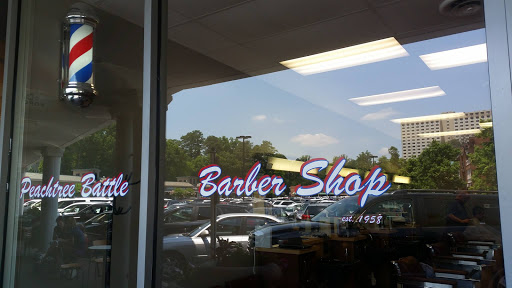 Peachtree Battle Barber Shop
est. 1958